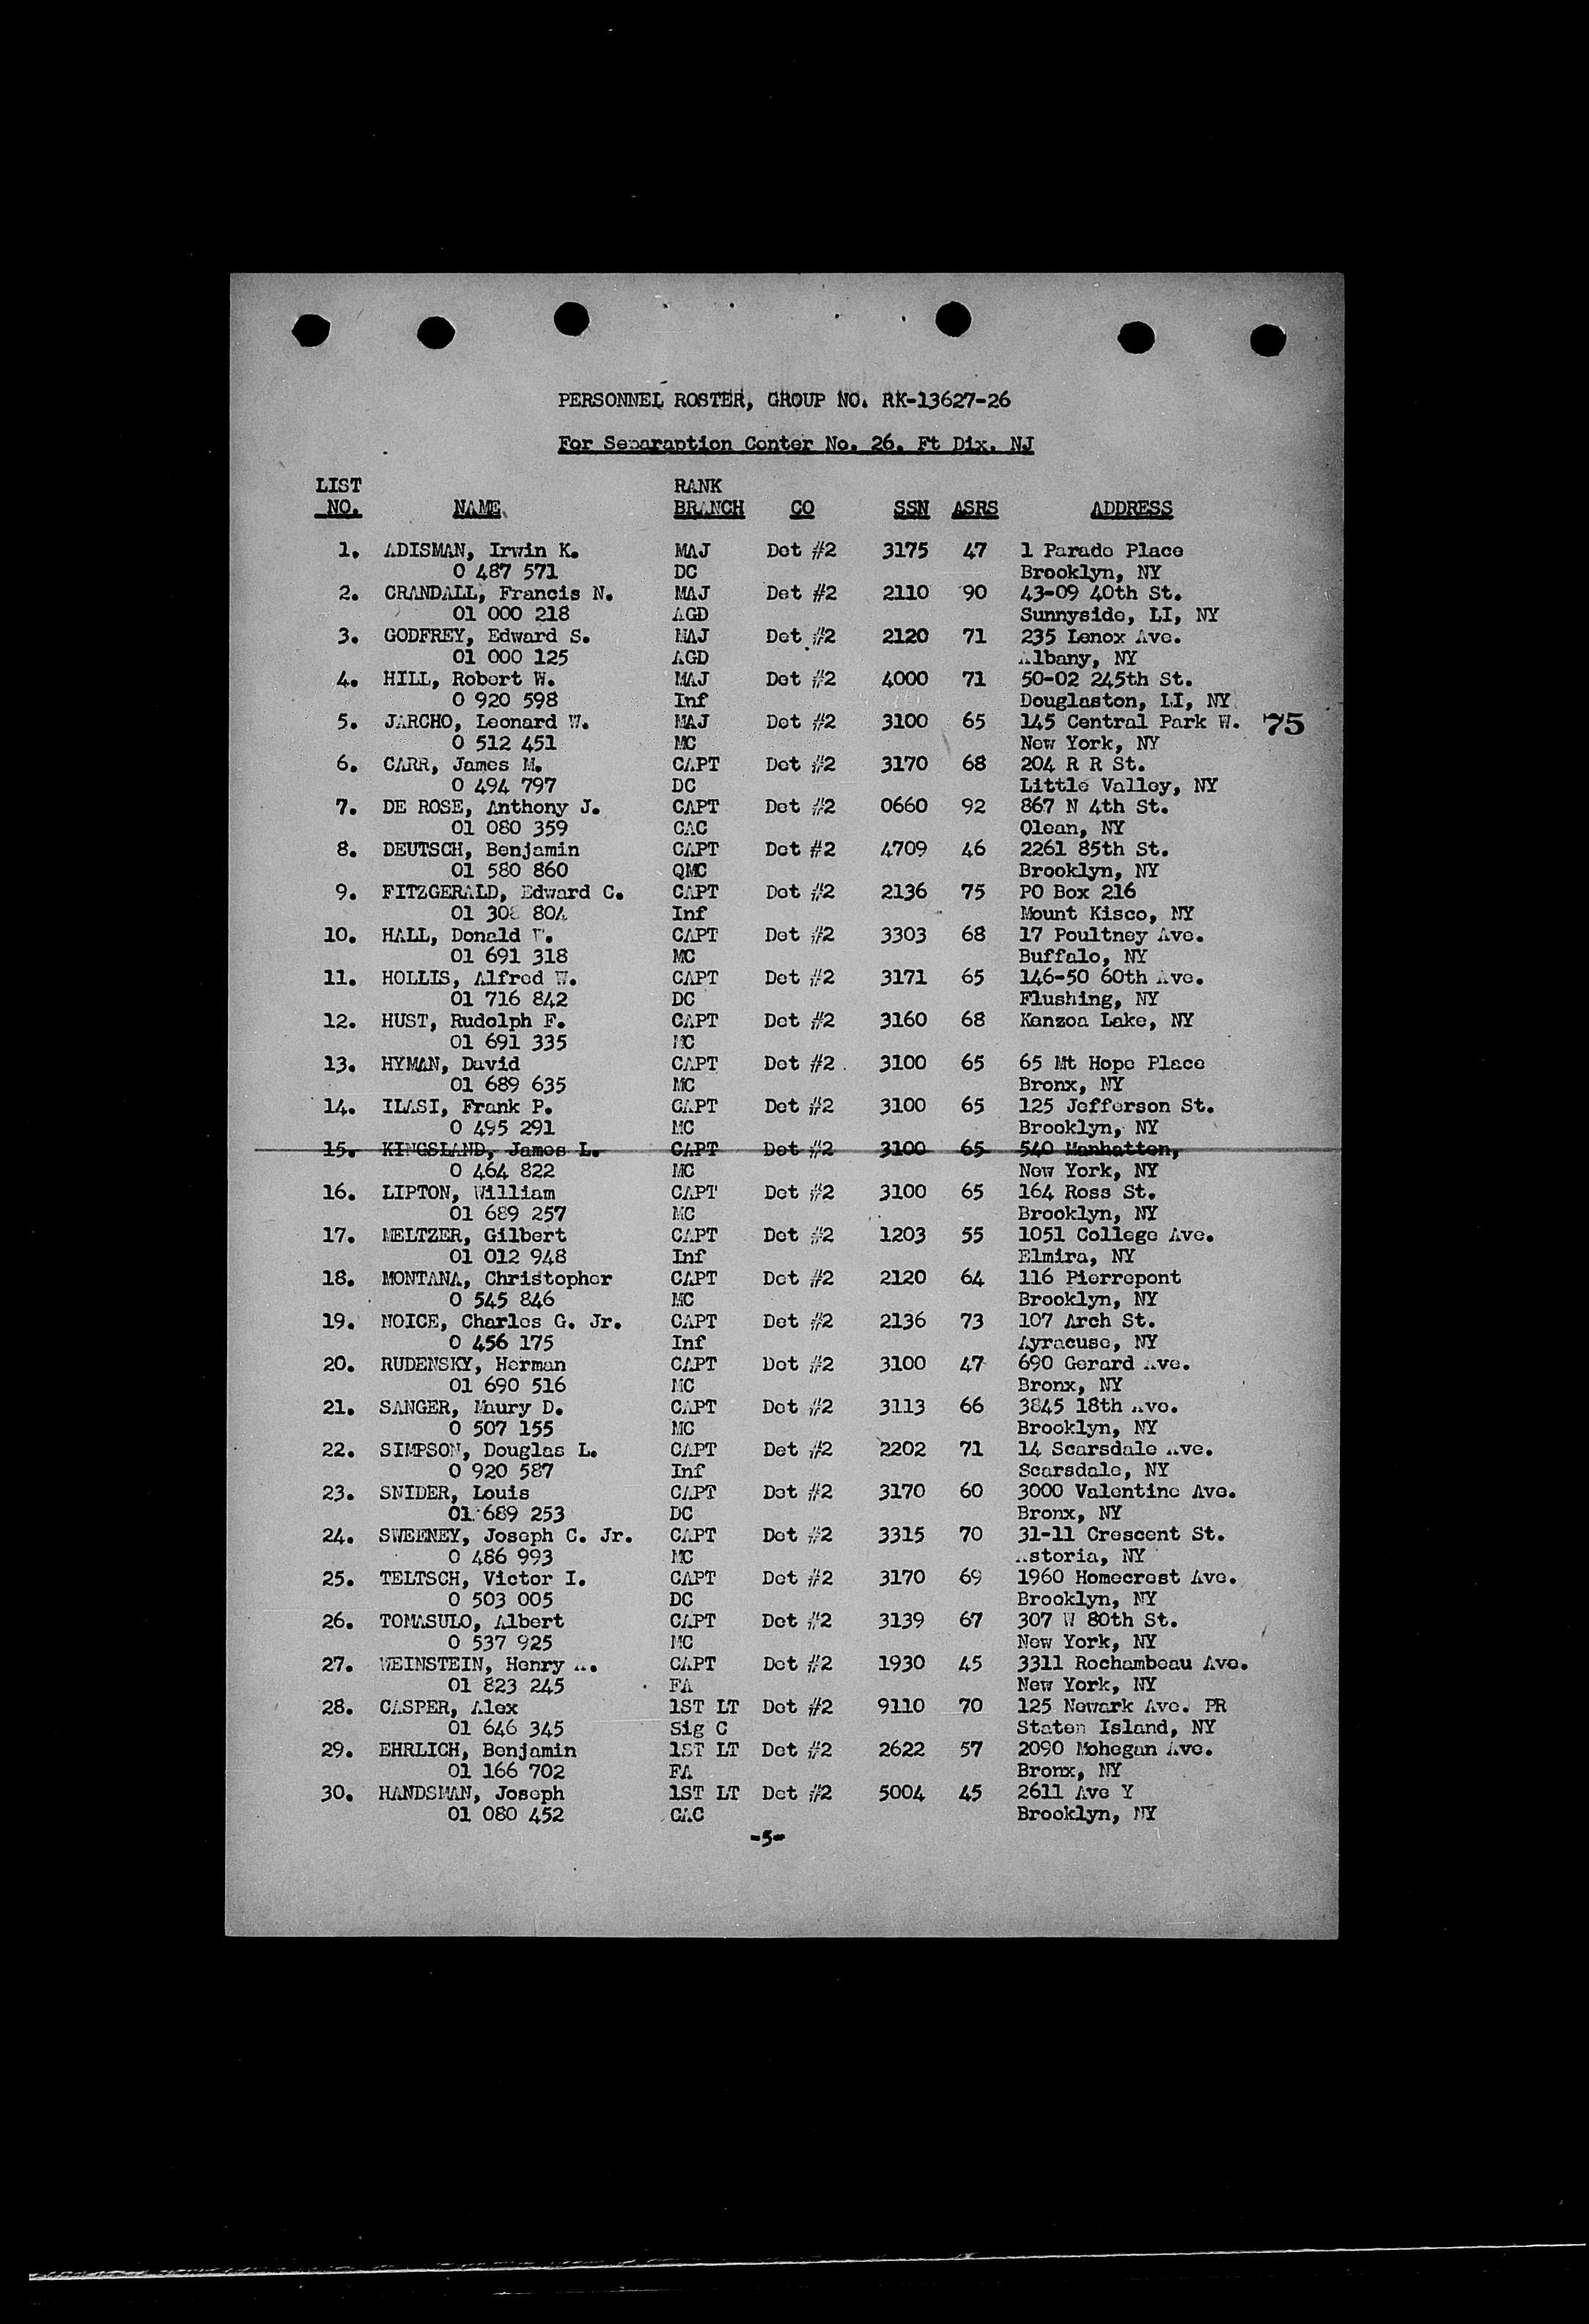 PERSONNEL ROSTER, GROUP NO. RK-13627-26
For Separaption Center No. 26. Ft Dix. NJ
LIST RANK
NO. NAME BRANCH CO SSN ASRS ADDRESS
1. ADISMAN, Irwin K. MAJ Det #2 3175 47 1 Parade Place
0 487 571 DC Brooklyn, NY
2. CRANDALL, Francis N. MAJ Det #2 2110 90 43-09 40th St.
01 000 218 AGD Sunnyside, LI, NY
3. GODFREY, Edward S. MAJ Det #2 2120 71 235 Lenox Ave.
01 000 125 AGD Albany, NY
4. HILL, Robert W. MAJ Det #2 4000 71 50-02 245th St.
0 920 598 Inf Douglaston, LI, NY
5. JARCHO, Leonard W. MAJ Det #2 3100 65 145 Central Park W. 75
0 512 451 MC New York, NY
6. CARR, James M. CAPT Det #2 3170 68 204 R R St.
0 494 797 DC Little Valley, NY
7. DE ROSE, Anthony J. CAPT Det #2 0660 92 867 N 4th St.
01 080 359 CAC Olean, NY
8. DEUTSCH, Benjamin CAPT Det #2 4709 46 2261 85th St.
01 580 860 QMC Brooklyn, NY
9. FITZGERALD, Edward C. CAPT Det #2 2136 75 PO Box 216
01 308 804 Inf Mount Kisco, NY
10. HALL, Donald CAPT Det #2 3303 68 17 Poultney Ave.
01 691 318 MC Buffalo, NY
11. HOLLIS, Alfred W. CAPT Det #2 3171 65 146-50 60th Ave.
01 716 842 DC Flushing, NY
12. HUST, Rudolph F. CAPT Det #2 3160 68 Kanzoa Lake, NY
01 691 335 MC
13. HYMAN, David CAPT Det #2 3100 65 65 Mt Hope Place
01 689 635 MC Bronx, NY
14. ILASI, Frank P. CAPT Det #2 3100 65 125 Jefferson St.
0 495 291 MC Brooklyn, NY
15. KINGSLAND, James L. CAPT Det #2 3100 65 540 Manhatten,
0 464 822 MC New York, NY
16. LIPTON, William CAPT Det #2 3100 65 164 Ross St.
01 689 257 MC Brooklyn, NY
17. MELTZER, Gilbert CAPT Det #2 1203 55 1051 College Ave.
01 012 948 Inf Elmira, NY
18. MONTANA, Christopher CAPT Det #2 2120 64 116 Pierrepont
0 545 846 MC Brooklyn, NY
19. NOICE, Charles G. Jr. CAPT Det #2 2136 73 107 Arch St.
0 456 175 Inf Ayracuse, NY
20. RUDENSKY, Herman CAPT Det #2 3100 47 690 Gerard Ave.
01 690 516 MC Bronx, NY
21. SANGER, Maury D. CAPT Det #2 3113 66 3845 18th Ave.
0 507 155 MC Brooklyn, NY
22. SIMPSON, Douglas L. CAPT Det #2 2202 71 14 Scarsdale Ave.
0 920 587 Inf Scarsdale, NY
23. SNIDER, Louis CAPT Det #2 3170 60 3000 Valentine Ave.
01 689 253 DC Bronx, NY
24. SWEENEY, Joseph C. Jr. CAPT Det #2 3315 70 31-11 Crescent St.
0 486 993 MC Astoria, NY
25. TELTSCH, Victor I. CAPT Det #2 3170 69 1960 Homecrest Ave.
0 503 005 DC Brooklyn, NY
26. TOMASULO, Albert CAPT Det #2 3139 67 307 W 80th St.
0 537 925 MC New York, NY
27. WEINSTEIN, Henry A. CAPT Det #2 1930 45 3311 Rochambeau Ave.
01 823 245 FA New York, NY
28. CASPER, Alex 1ST LT Det #2 9110 70 125 Newark Ave. PR
01 646 345 Sig C Staten Island, NY
29. EHRLICH, Benjamin 1ST LT Det #2 2622 57 2090 Mohegan Ave.
01 166 702 FA Bronx, NY
30. HANDSMAN, Joseph 1ST LT Det #2 5004 45 2611 Ave Y
01 080 452 CAC Brooklyn, NY
-5-